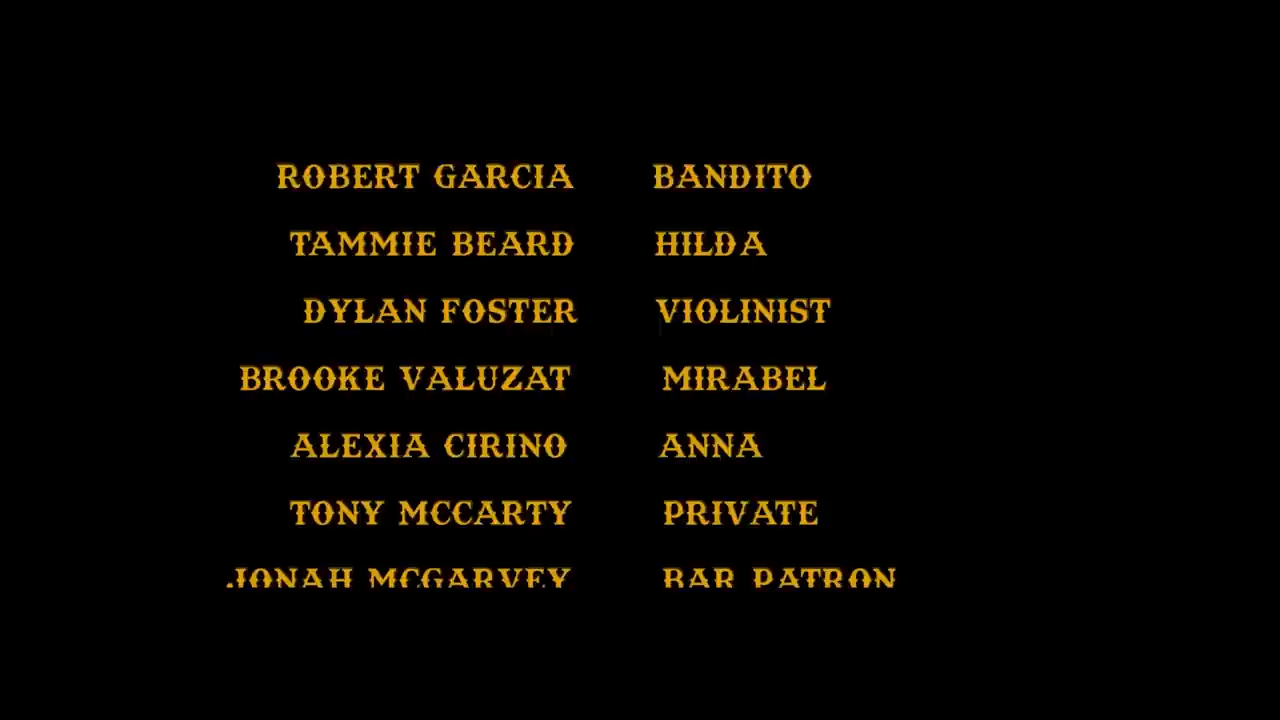 ROBERT GARCIA BANDITO
TAMMIE BEARD HILDA
DYLAN FOSTER VIOLINIST
BROOKE VALUZAT MIRABEL
ALEXIA CIRINO ANNA
TONY MCCARTY PRIVATE
JONAH MCGARVEY BAR PATRON